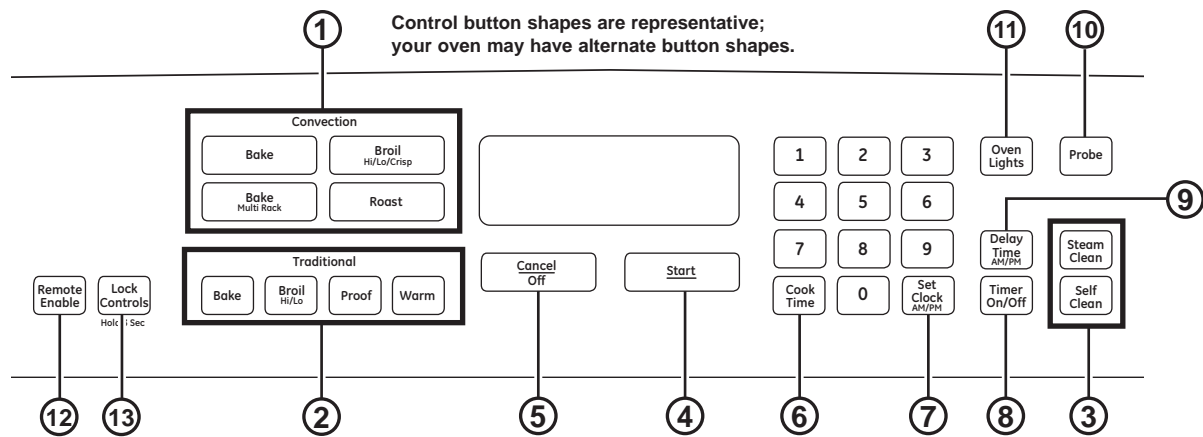 Control button shapes are representative;
your oven may have alternate button shapes.
1
11
10
Convection
Bake
Broil
Hi/Lo/Crisp
Bake
Multi Rack
Roast
1 2 3
4 5 6
7 8 9
0
Oven
Lights
Probe
9
Traditional
Bake
Broil
Hi/Lo
Proof
Warm
Cancel
Off
Start
Cook
Time
Set
Clock
AM/PM
Delay
Time
AM/PM
Timer
On/Off
Steam
Clean
Self
Clean
Remote
Enable
Lock
Controls
Sec
12
13
2
5
4
6
7
8
3